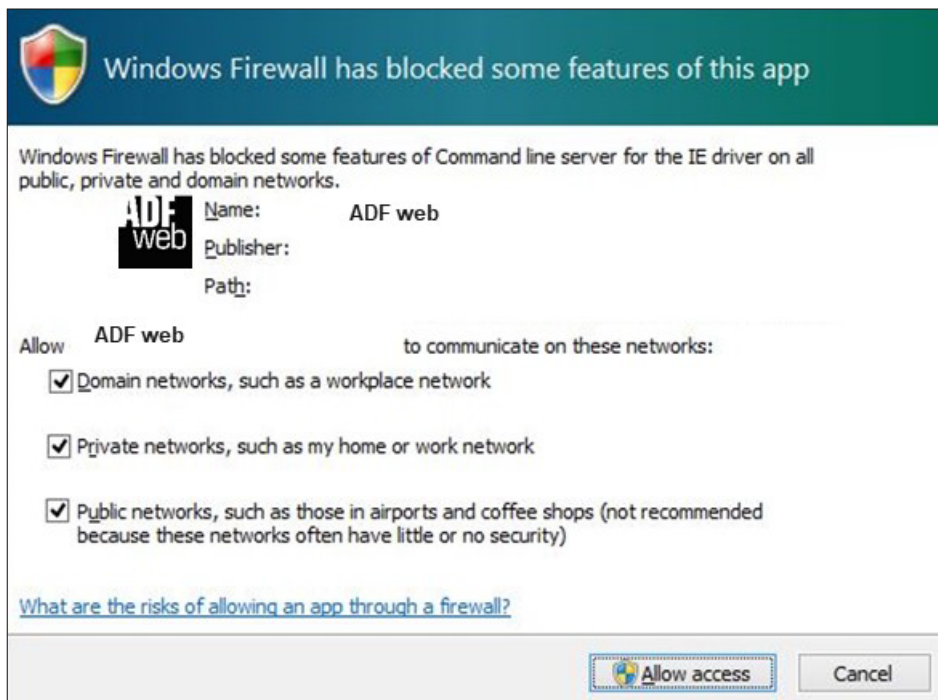 Windows Firewall has blocked some features of this app
Windows Firewall has blocked some features of Command line server for the IE driver on all
public, private and domain networks.
ADF
web
Name: ADF web
Publisher:
Path:
Allow ADF web to communicate on these networks:
Domain networks, such as a workplace network
Private networks, such as my home or work network
Public networks, such as those in airports and coffee shops (not recommended
because these networks often have little or no security)
What are the risks of allowing an app through a firewall?
Allow access Cancel